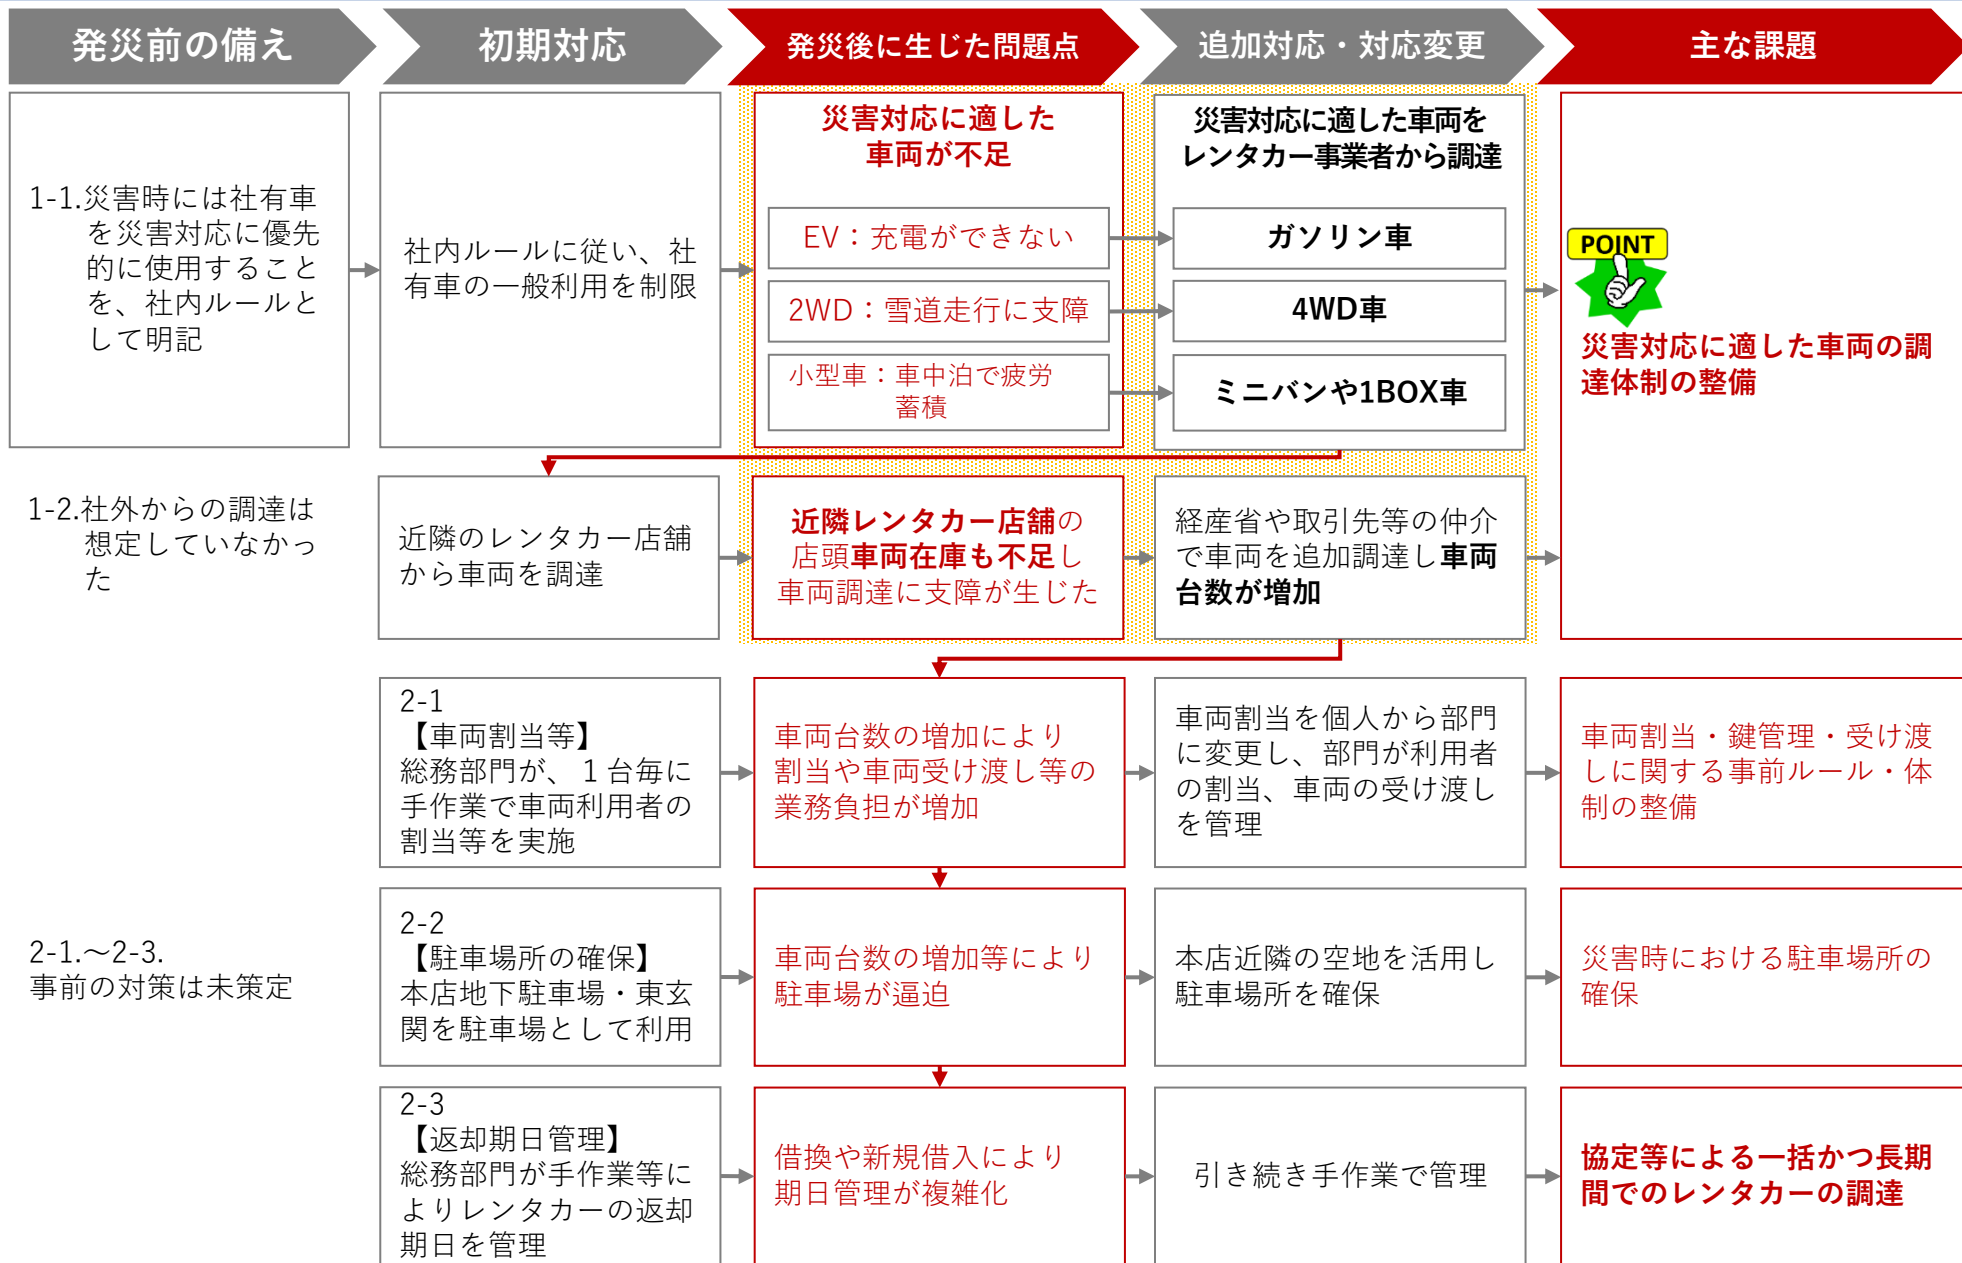 発災前の備え
初期対応
発災後に生じた問題点
追加対応・対応変更
主な課題
1-1.災害時には社有車
を災害対応に優先
的に使用すること
を、社内ルールと
して明記
社内ルールに従い、社
有車の一般利用を制限
災害対応に適した
車両が不足
EV：充電ができない
2WD：雪道走行に支障
小型車：車中泊で疲労
蓄積
災害対応に適した車両を
レンタカー事業者から調達
ガソリン車
4WD車
ミニバンや1BOX車
POINT
災害対応に適した車両の調
達体制の整備
1-2.社外からの調達は
想定していなかっ
た
近隣のレンタカー店舗
から車両を調達
近隣レンタカー店舗の
店頭車両在庫も不足し
車両調達に支障が生じた
経産省や取引先等の仲介
で車両を追加調達し車両
台数が増加
2-1.～2-3.
事前の対策は未策定
2-1
【車両割当等】
総務部門が、１台毎に
手作業で車両利用者の
割当等を実施
車両台数の増加により
割当や車両受け渡し等の
業務負担が増加
車両割当を個人から部門
に変更し、部門が利用者
の割当、車両の受け渡し
を管理
車両割当・鍵管理・受け渡
しに関する事前ルール・体
制の整備
2-2
【駐車場所の確保】
本店地下駐車場・東玄
関を駐車場として利用
車両台数の増加等により
駐車場が逼迫
本店近隣の空地を活用し
駐車場所を確保
災害時における駐車場所の
確保
2-3
【返却期日管理】
総務部門が手作業等に
よりレンタカーの返却
期日を管理
借換や新規借入により
期日管理が複雑化
引き続き手作業で管理
協定等による一括かつ長期
間でのレンタカーの調達